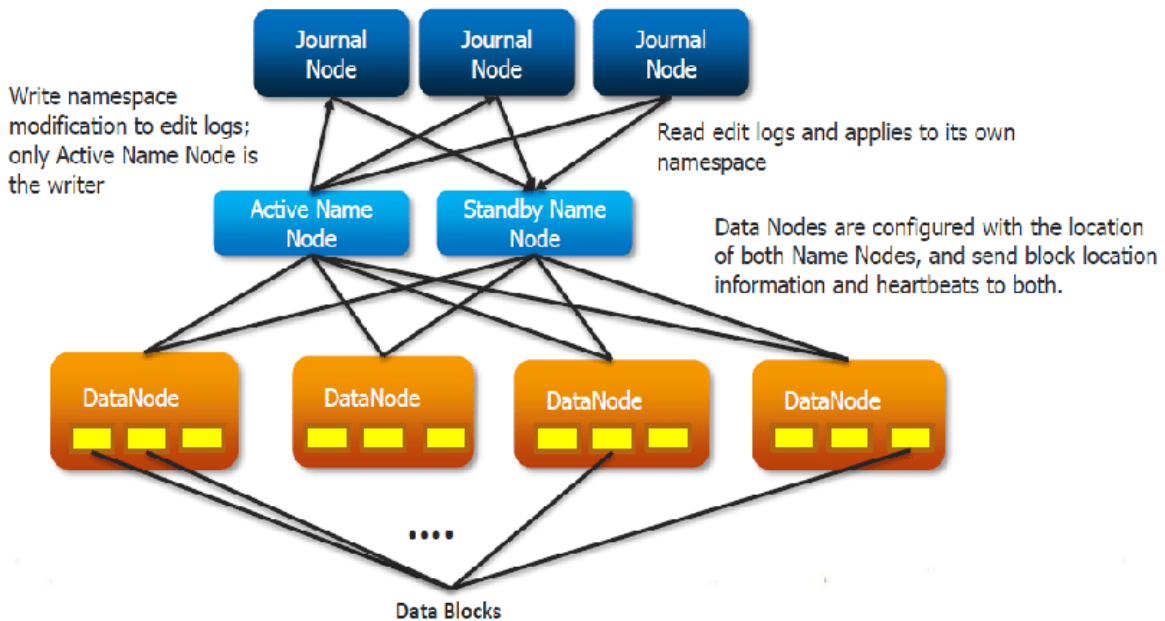 Journal
Node
Journal
Node
Journal
Node
Write namespace
modification to edit logs;
only Active Name Node is
the writer
Read edit logs and applies to its own
namespace
Active Name
Node
Standby Name
Node
Data Nodes are configured with the location
of both Name Nodes, and send block location
information and heartbeats to both.
DataNode
DataNode
DataNode
DataNode
....
Data Blocks